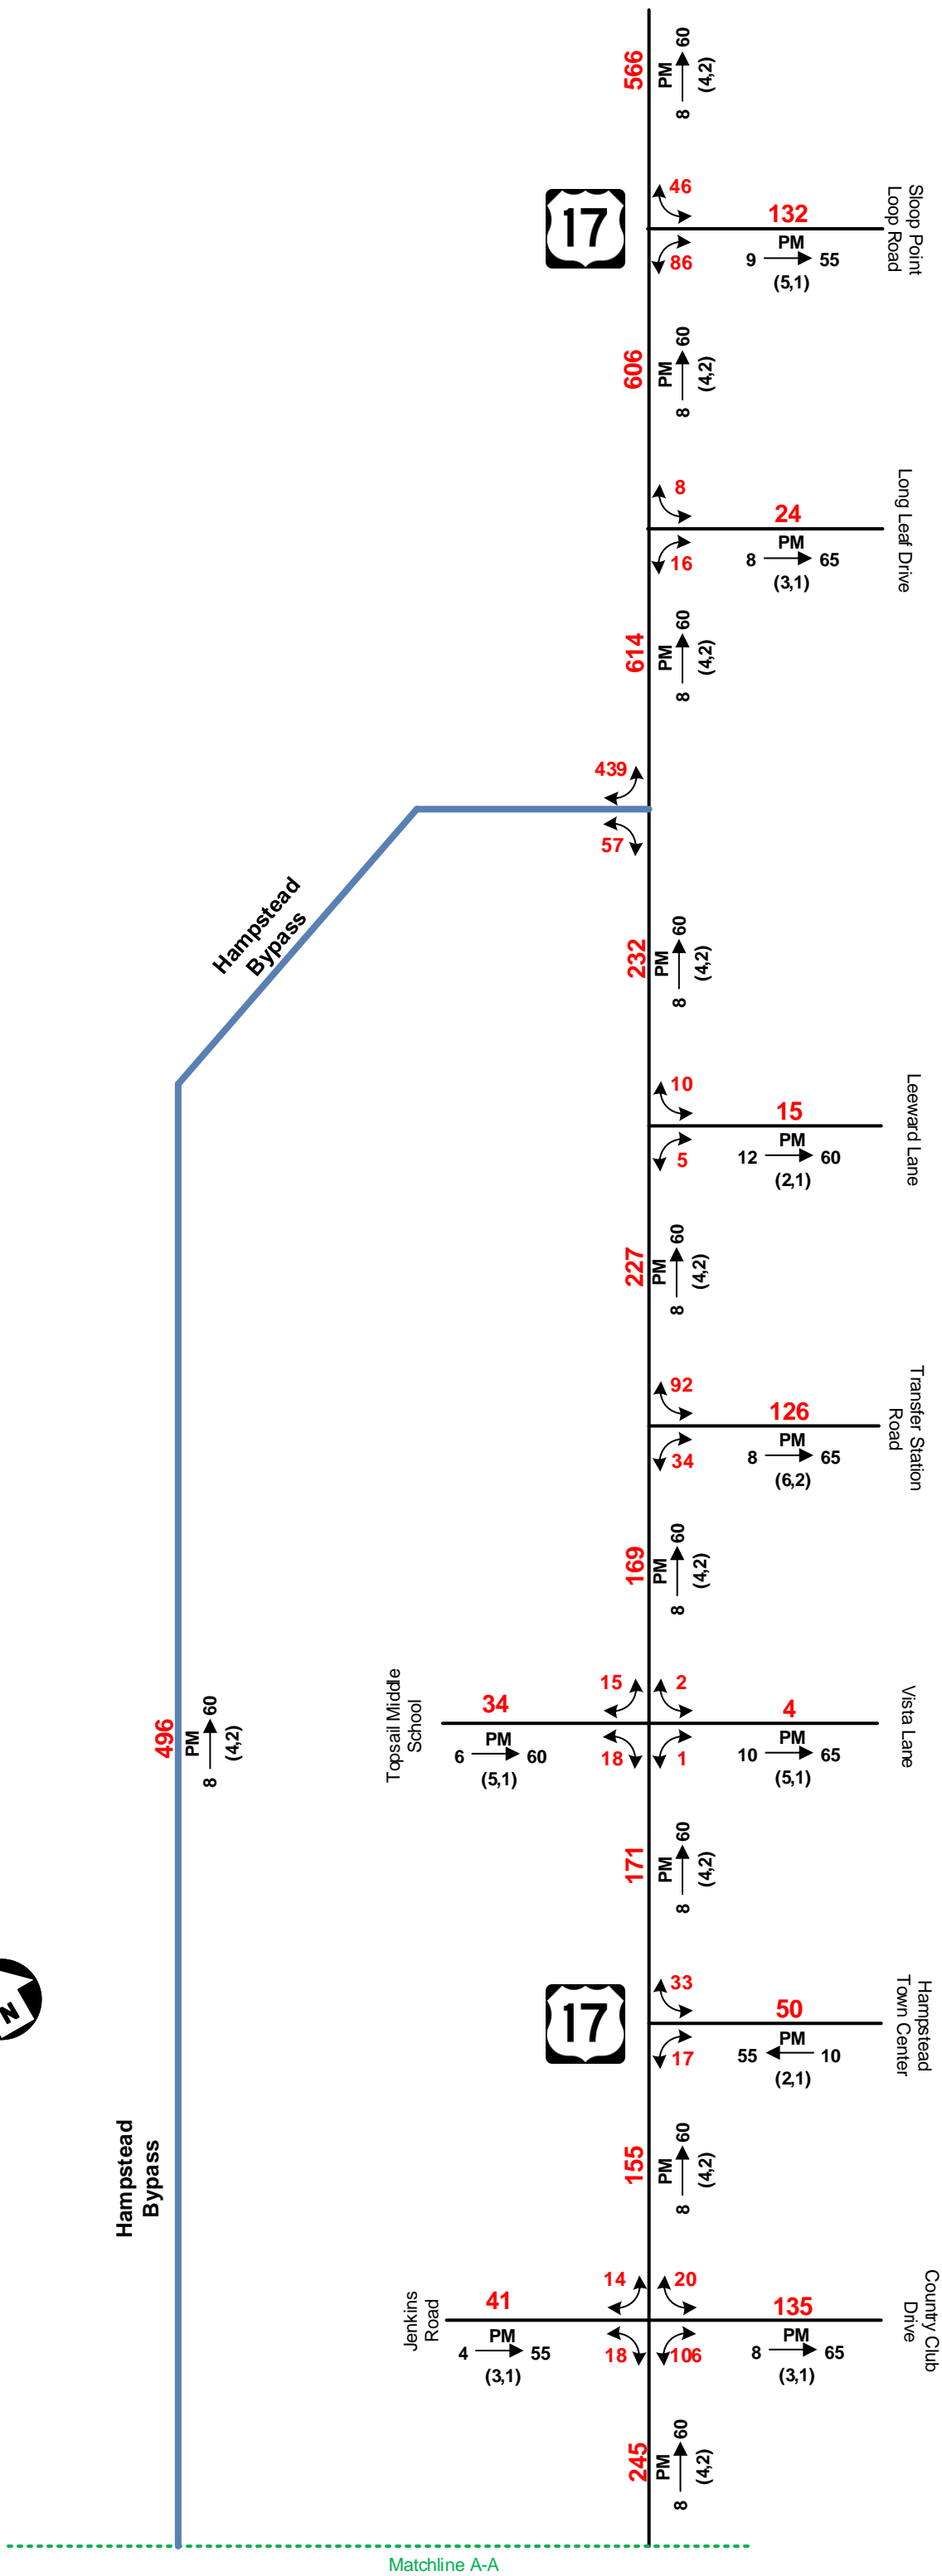 566
PM
8 60
(4,2)
46
132
Sloop Point
Loop Road
17
86
PM
9 55
(5,1)
606
PM
8 60
(4,2)
8
24
Long Leaf Drive
16
PM
8 65
(3,1)
614
PM
8 60
(4,2)
439
57
Hampstead
Bypass
232
PM
8 60
(4,2)
10
15
Leeward Lane
5
PM
12 60
(2,1)
227
PM
8 60
(4,2)
92
126
Transfer Station
Road
34
PM
8 65
(6,2)
169
PM
8 60
(4,2)
496
PM
8 60
(4,2)
Topsail Middle
School
34
PM
6 60
(5,1)
15
18
2
1
4
PM
10 65
(5,1)
Vista Lane
171
PM
8 60
(4,2)
N
17
33
50
Hampstead
Town Center
17
PM
55 10
(2,1)
Hampstead
Bypass
155
PM
8 60
(4,2)
Jenkins
Road
41
PM
4 55
(3,1)
14
18
20
106
135
PM
8 65
(3,1)
Country Club
Drive
245
PM
8 60
(4,2)
Matchline A-A